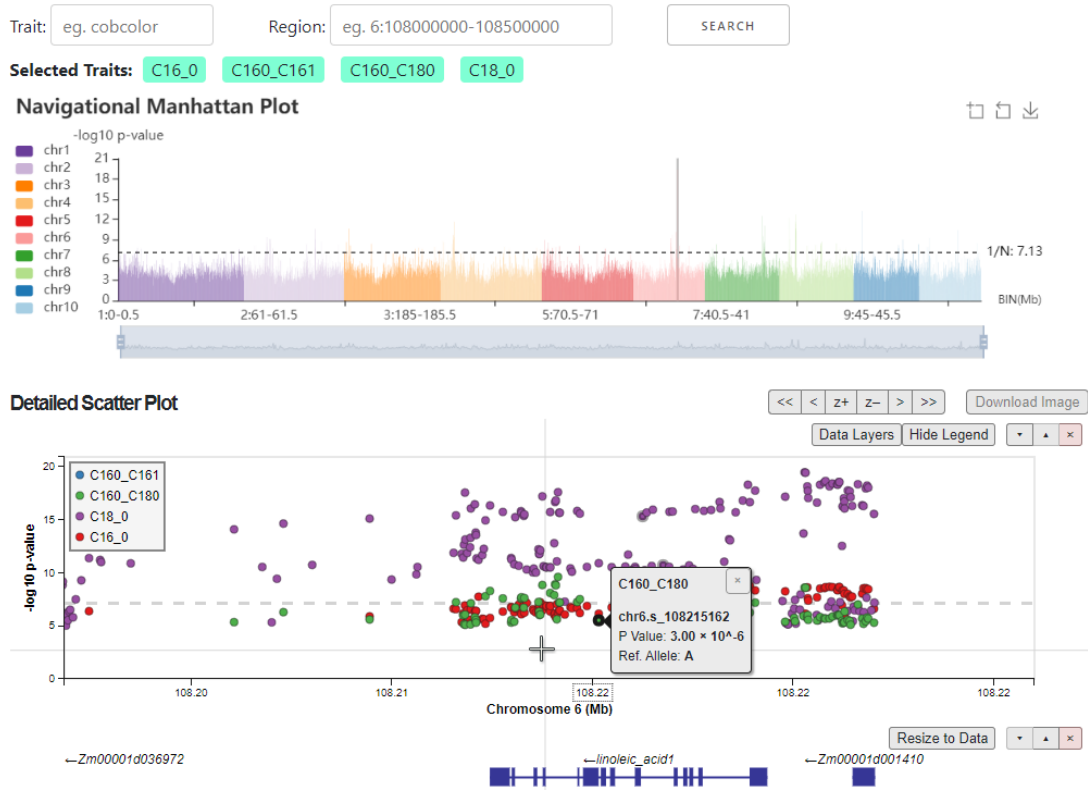 Trait: eg. cobcolor Region: eg. 6:108000000-108500000 SEARCH
Selected Traits: C16_0 C160_C161 C160_C180 C18_0
Navigational Manhattan Plot
-log10 p-value
chr1
chr2
chr3
chr4
chr5
chr6
chr7
chr8
chr9
chr10
21
18
15
12
9
6
3
0
1/N: 7.13
BIN(Mb)
1:0-0.5 2:61-61.5 3:185-185.5 5:70.5-71 7:40.5-41 9:45-45.5
Detailed Scatter Plot
<< < z+ z– > >> Download Image
Data Layers Hide Legend ▾ ▴ ×
C160_C161
C160_C180
C18_0
C16_0
-log10 p-value
20
15
10
5
0
C160_C180 ×
chr6.s_108215162
P Value: 3.00 × 10^-6
Ref. Allele: A
108.20 108.21 108.22 108.22 108.22
Chromosome 6 (Mb)
Resize to Data ▾ ▴ ×
←Zm00001d036972 ←linoleic_acid1 ←Zm00001d001410